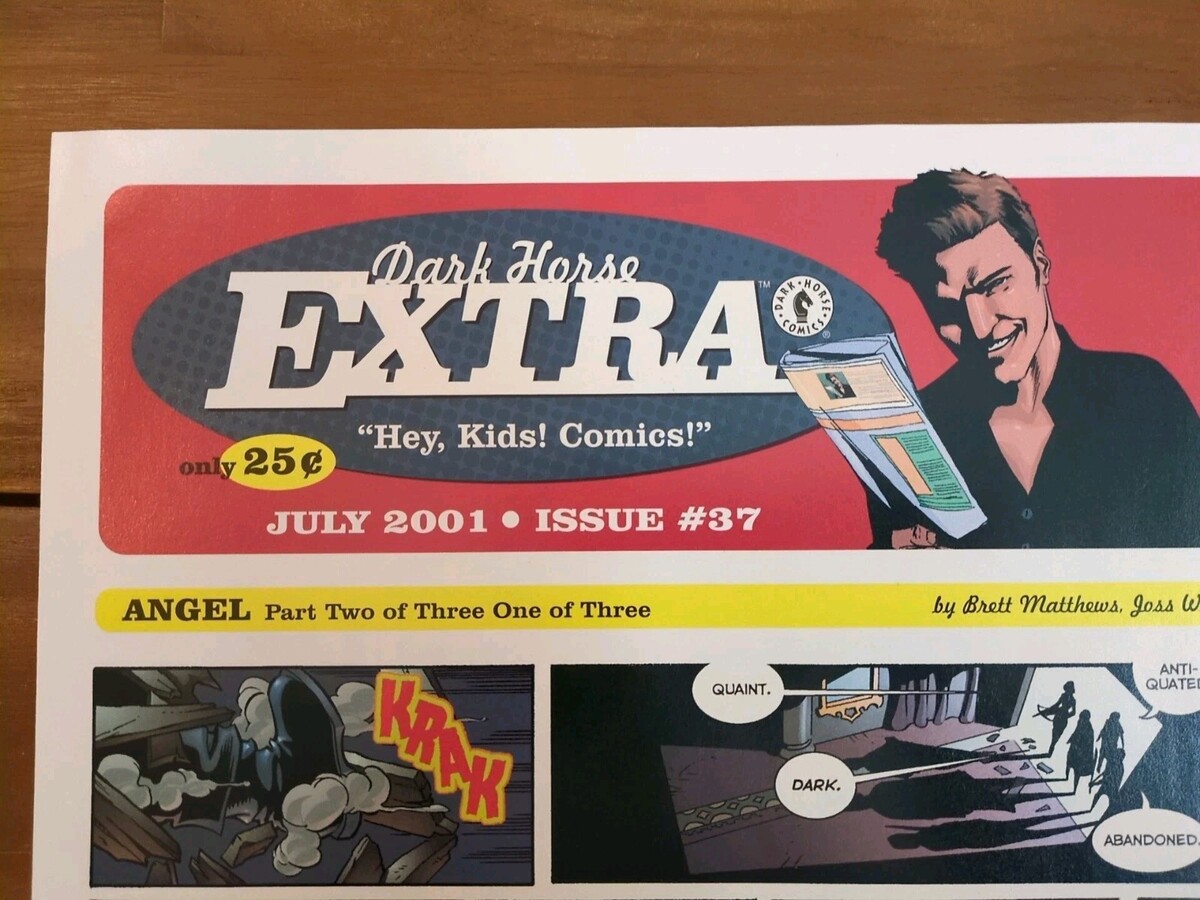 Dark Horse
EXTRA™
DARK • HORSE • COMICS ®
“Hey, Kids! Comics!”
only 25¢
JULY 2001 • ISSUE #37
ANGEL Part Two of Three One of Three
by Brett Matthews, Joss W
KRAK
QUAINT.
ANTI-
QUATED
DARK.
ABANDONED.